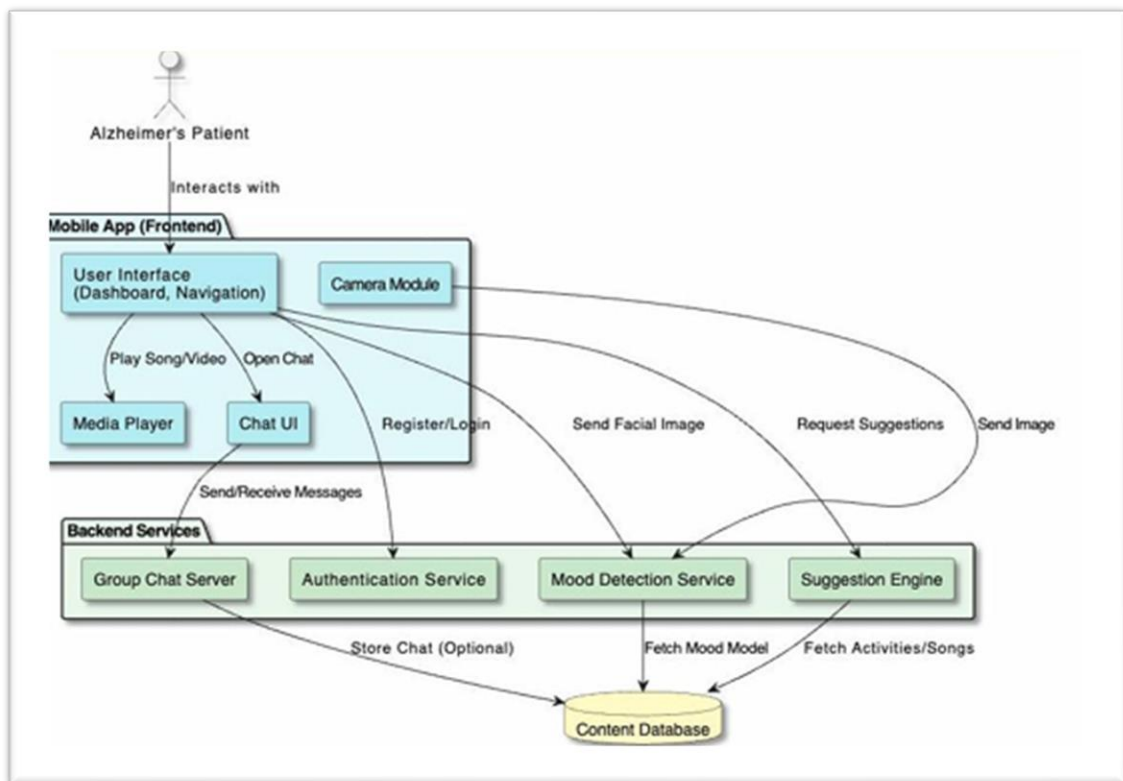 Alzheimer's Patient
Interacts with
Mobile App (Frontend)
User Interface
(Dashboard, Navigation)
Camera Module
Play Song/Video
Open Chat
Media Player
Chat UI
Register/Login
Send Facial Image
Request Suggestions
Send Image
Send/Receive Messages
Backend Services
Group Chat Server
Authentication Service
Mood Detection Service
Suggestion Engine
Store Chat (Optional)
Fetch Mood Model
Fetch Activities/Songs
Content Database